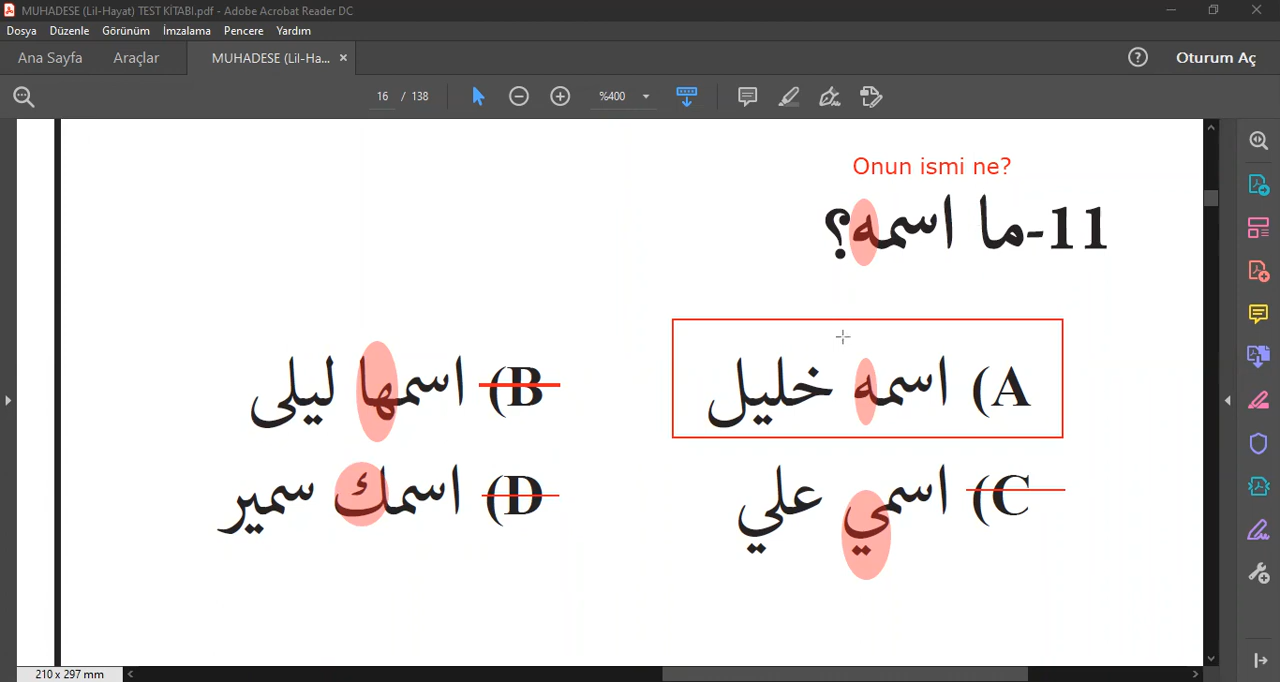 MUHADESE (Lil-Hayat) TEST KİTABI.pdf - Adobe Acrobat Reader DC
Dosya Düzenle Görünüm İmzalama Pencere Yardım
Ana Sayfa Araçlar MUHADESE (Lil-Ha... × ? Oturum Aç
16 / 138 %400
Onun ismi ne?
11-ما اسمه؟
A) اسمه خليل
B) اسمها ليلى
C) اسمي علي
D) اسمك سمير
210 x 297 mm